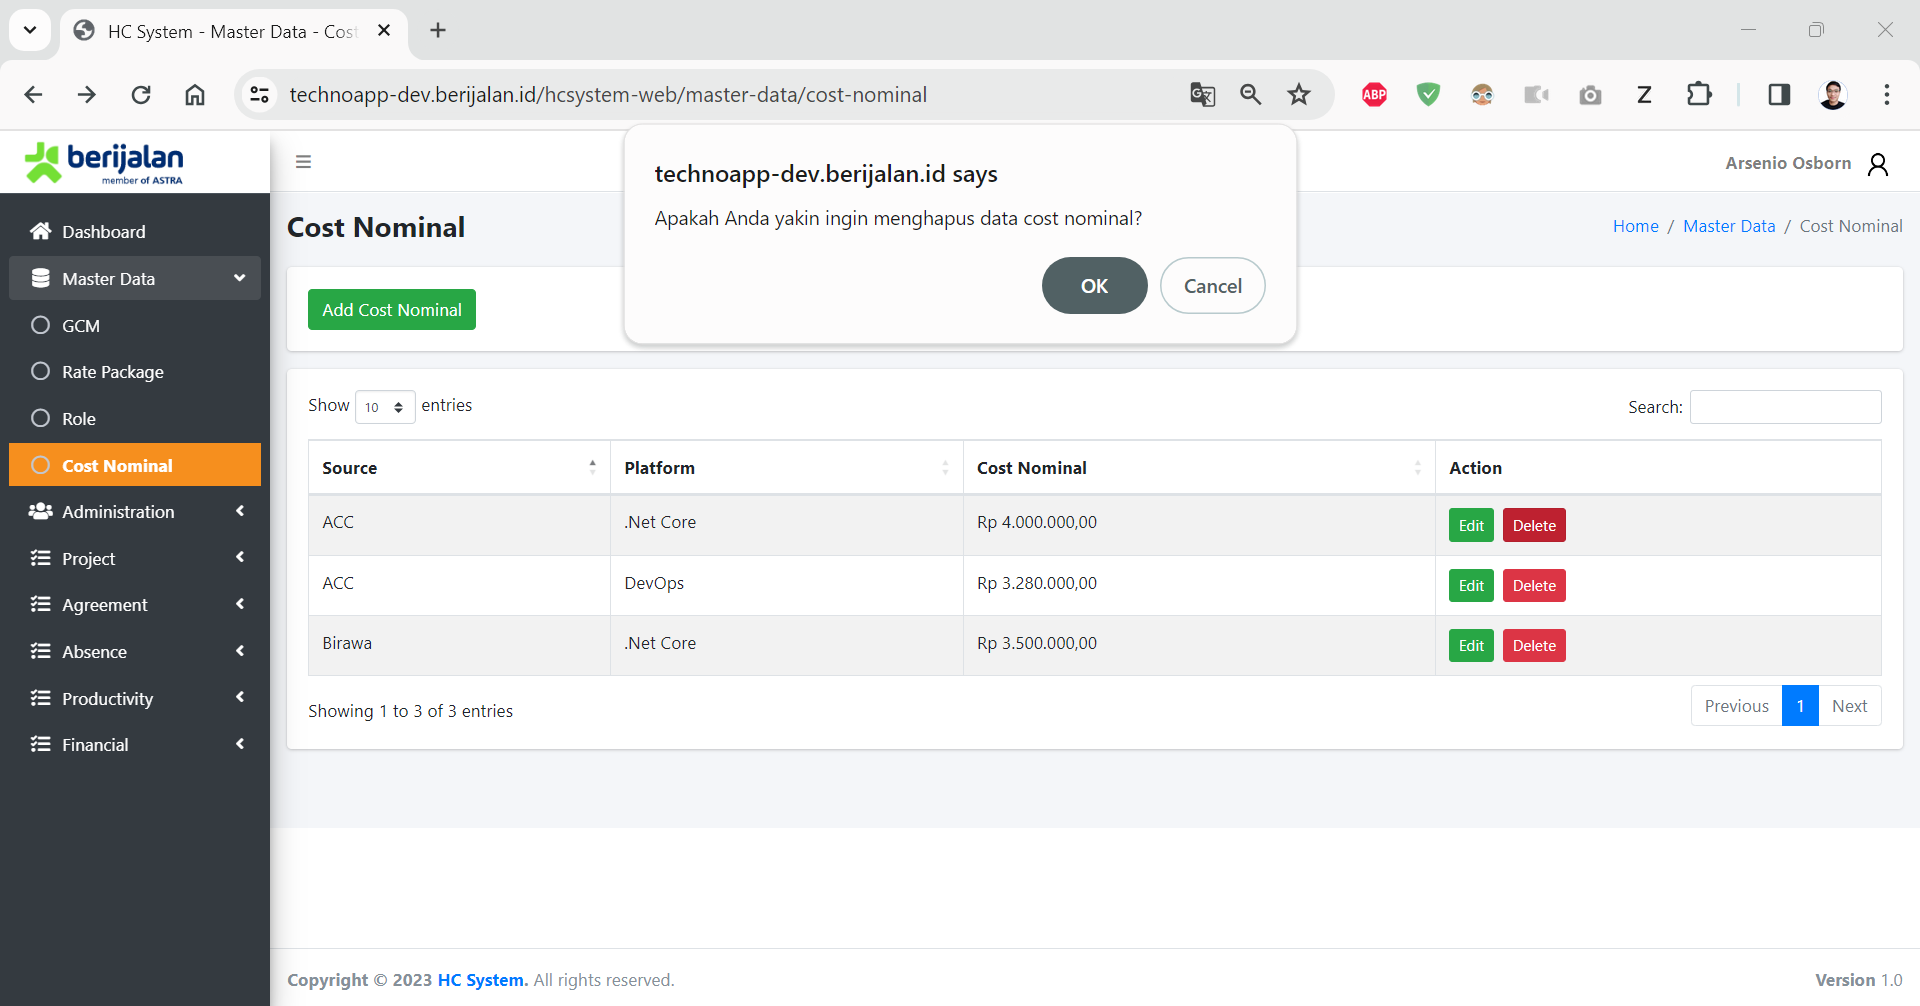 HC System - Master Data - Cost
technoapp-dev.berijalan.id/hcsystem-web/master-data/cost-nominal
ABP
Z
berijalan
member of ASTRA
Arsenio Osborn
technoapp-dev.berijalan.id says
Apakah Anda yakin ingin menghapus data cost nominal?
OK Cancel
Dashboard
Master Data
GCM
Rate Package
Role
Cost Nominal
Administration
Project
Agreement
Absence
Productivity
Financial
Cost Nominal
Home / Master Data / Cost Nominal
Add Cost Nominal
Show 10 entries
Search:
Source Platform Cost Nominal Action
ACC .Net Core Rp 4.000.000,00 Edit Delete
ACC DevOps Rp 3.280.000,00 Edit Delete
Birawa .Net Core Rp 3.500.000,00 Edit Delete
Showing 1 to 3 of 3 entries
Previous 1 Next
Copyright © 2023 HC System. All rights reserved.
Version 1.0